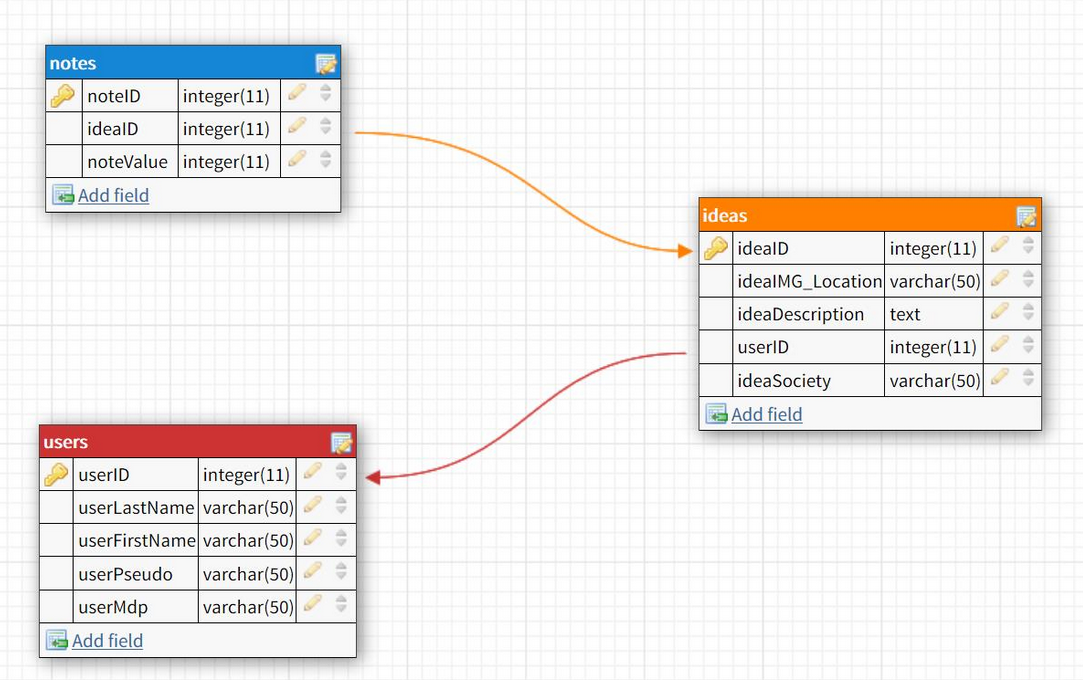 notes
noteID integer(11)
ideaID integer(11)
noteValue integer(11)
Add field
ideas
ideaID integer(11)
ideaIMG_Location varchar(50)
ideaDescription text
userID integer(11)
ideaSociety varchar(50)
Add field
users
userID integer(11)
userLastName varchar(50)
userFirstName varchar(50)
userPseudo varchar(50)
userMdp varchar(50)
Add field